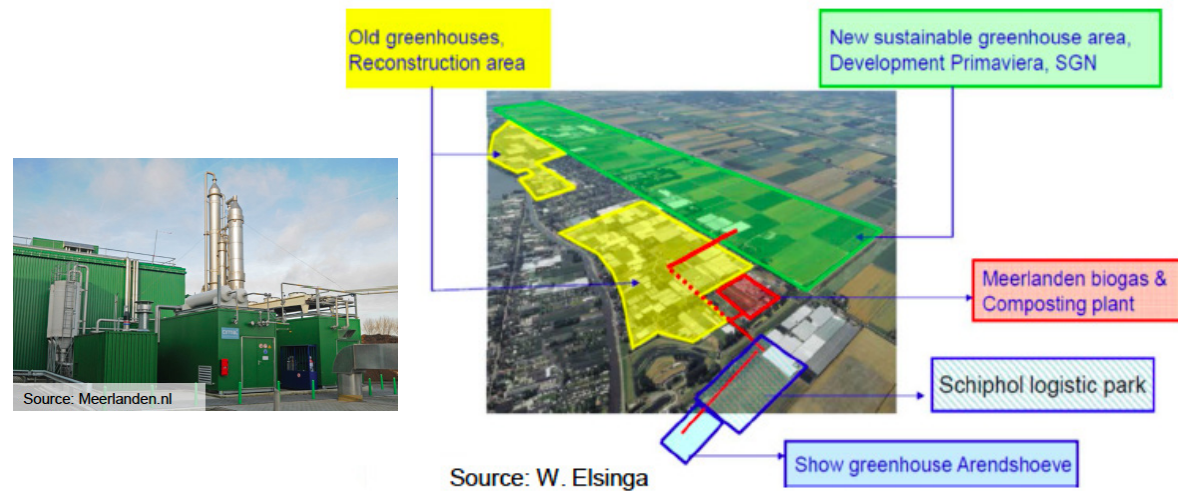 Old greenhouses,
Reconstruction area
New sustainable greenhouse area,
Development Primaviera, SGN
Meerlanden biogas &
Composting plant
Schiphol logistic park
Show greenhouse Arendshoeve
Source: Meerlanden.nl
Source: W. Elsinga